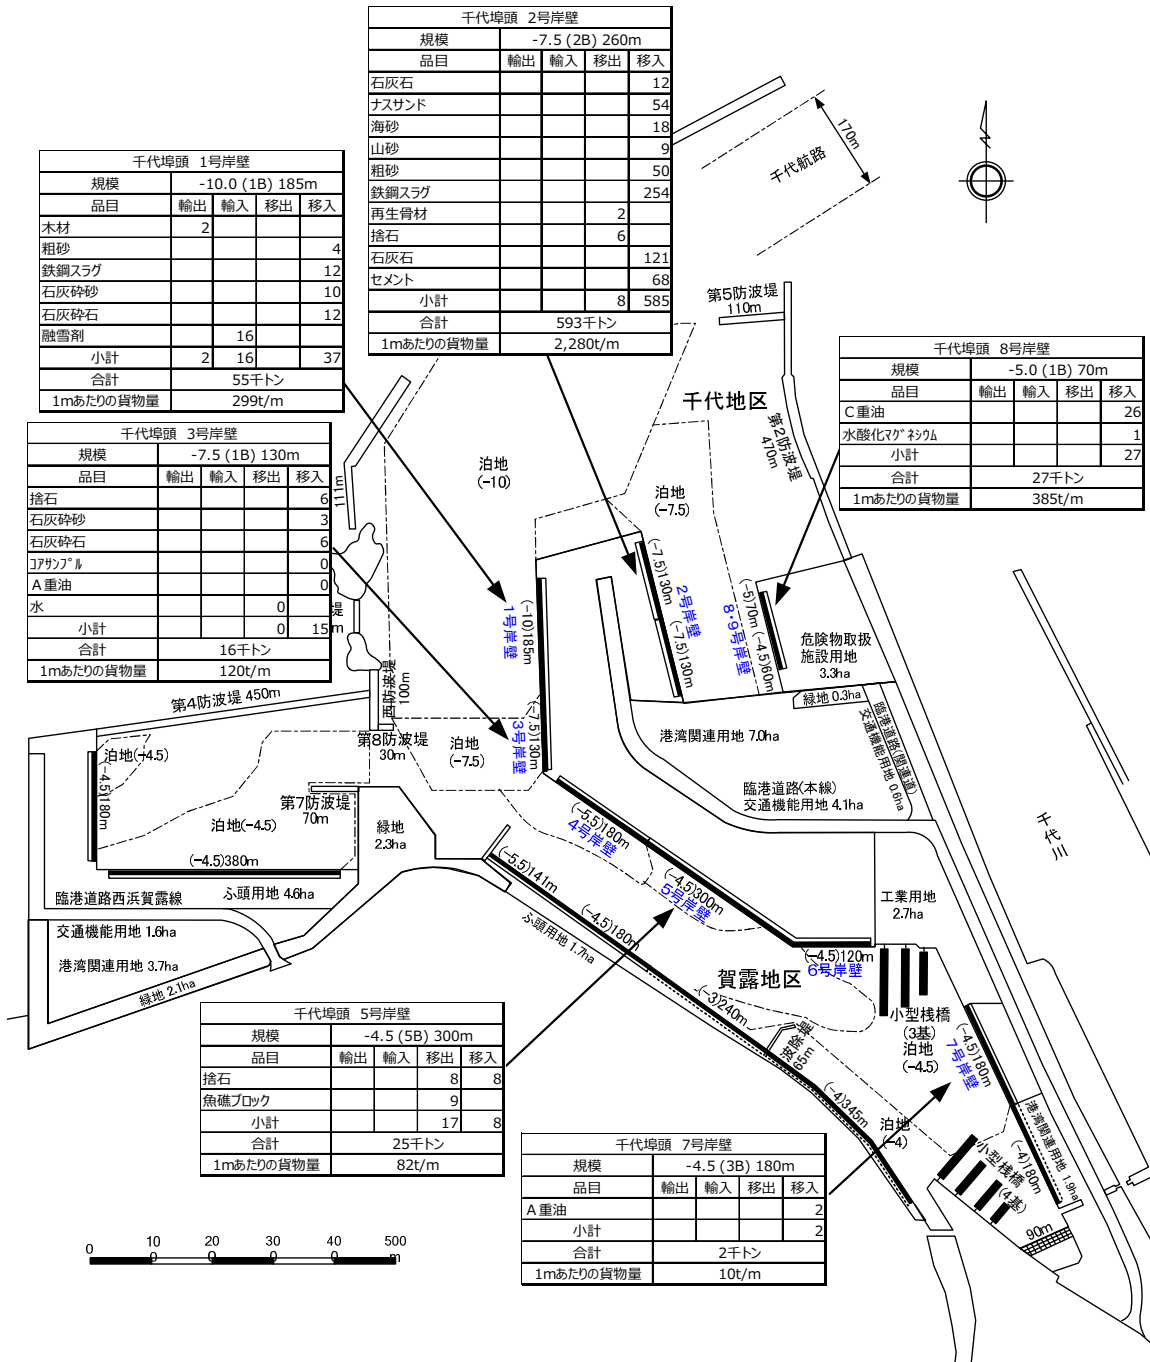 千代埠頭 2号岸壁
規模 -7.5 (2B) 260m
品目 輸出 輸入 移出 移入
石灰石 12
ナスサンド 54
海砂 18
山砂 9
粗砂 50
鉄鋼スラグ 254
再生骨材 2
捨石 6
石灰石 121
セメント 68
小計 8 585
合計 593千トン
1mあたりの貨物量 2,280t/m
千代埠頭 1号岸壁
規模 -10.0 (1B) 185m
品目 輸出 輸入 移出 移入
木材 2
粗砂 4
鉄鋼スラグ 12
石灰砕砂 10
石灰砕石 12
融雪剤 16
小計 2 16 37
合計 55千トン
1mあたりの貨物量 299t/m
千代埠頭 3号岸壁
規模 -7.5 (1B) 130m
品目 輸出 輸入 移出 移入
捨石 6
石灰砕砂 3
石灰砕石 6
コアサンプル 0
A重油 0
水 0
小計 0 15
合計 16千トン
1mあたりの貨物量 120t/m
千代埠頭 8号岸壁
規模 -5.0 (1B) 70m
品目 輸出 輸入 移出 移入
C重油 26
水酸化マグネシウム 1
小計 27
合計 27千トン
1mあたりの貨物量 385t/m
170m
千代航路
N
第5防波堤
110m
千代地区
第2防波堤
470m
泊地
(-10)
泊地
(-7.5)
111m
堤
m
(-7.5)130m
2号岸壁
(-7.5)130m
(-5)70m
(-4.5)60m
8・9号岸壁
危険物取扱
施設用地
3.3ha
(-10)185m
1号岸壁
(-7.5)130m
3号岸壁
緑地 0.3ha
臨港道路(関連道)
交通機能用地 0.6ha
港湾関連用地 7.0ha
臨港道路(本線)
交通機能用地 4.1ha
千代川
第4防波堤 450m
西防波堤
100m
第8防波堤
30m
泊地
(-7.5)
泊地(-4.5)
(-4.5)180m
第7防波堤
70m
泊地(-4.5)
緑地
2.3ha
(-4.5)380m
臨港道路西浜賀露線
ふ頭用地 4.6ha
交通機能用地 1.6ha
港湾関連用地 3.7ha
緑地 2.1ha
(-5.5)180m
4号岸壁
(-4.5)300m
5号岸壁
(-5.5)141m
(-4.5)180m
ふ頭用地 1.7ha
(-4.5)120m
6号岸壁
工業用地
2.7ha
賀露地区
(-3)240m
波除堤
65m
小型桟橋
(3基)
泊地
(-4.5)
(-4.5)180m
7号岸壁
(-4)345m
泊地
(-4)
小型桟橋
(4基)
(-4)180m
港湾関連用地 1.9ha
90m
千代埠頭 5号岸壁
規模 -4.5 (5B) 300m
品目 輸出 輸入 移出 移入
捨石 8 8
魚礁ブロック 9
小計 17 8
合計 25千トン
1mあたりの貨物量 82t/m
千代埠頭 7号岸壁
規模 -4.5 (3B) 180m
品目 輸出 輸入 移出 移入
A重油 2
小計 2
合計 2千トン
1mあたりの貨物量 10t/m
0 100 200 300 400 500m